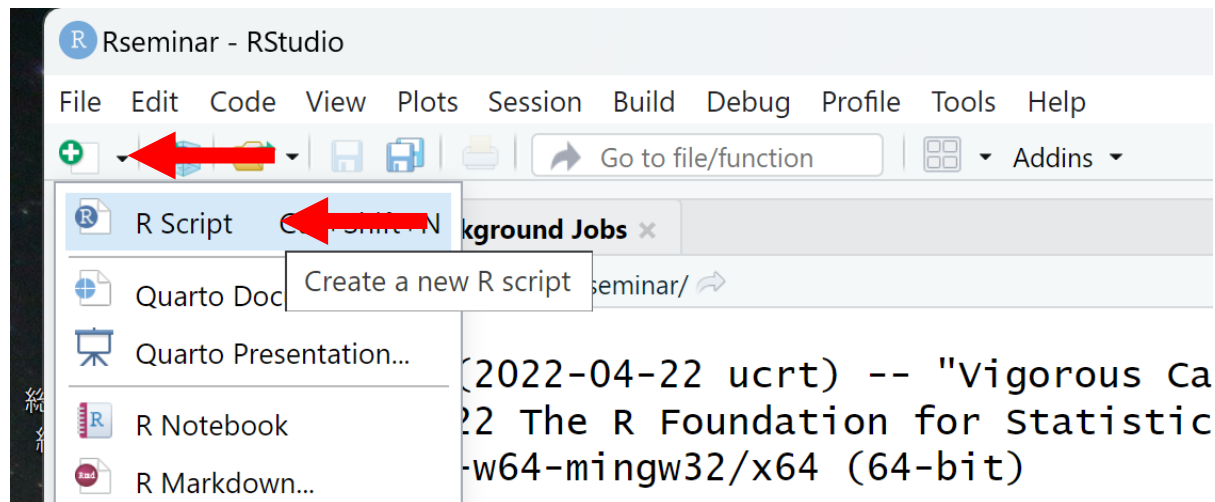 Rseminar - RStudio
File Edit Code View Plots Session Build Debug Profile Tools Help
Go to file/function Addins
R Script
kground Jobs
Create a new R script
seminar/
Quarto Doc
Quarto Presentation...
(2022-04-22 ucrt) -- "Vigorous Ca
R Notebook
22 The R Foundation for Statistic
R Markdown...
-w64-mingw32/x64 (64-bit)